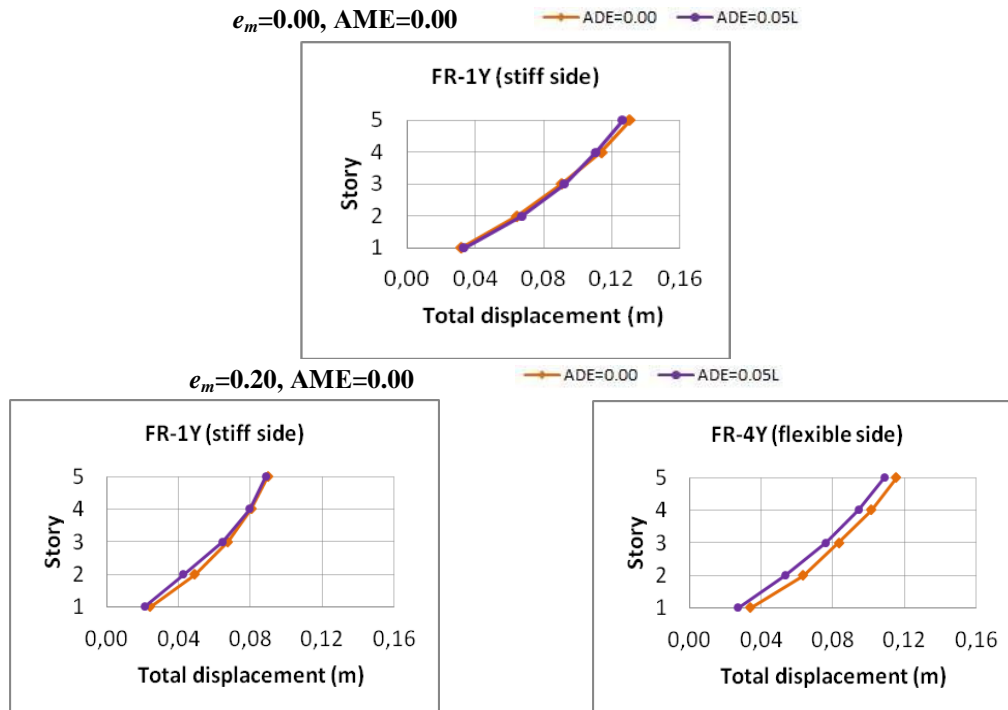 e_m=0.00, AME=0.00
ADE=0.00 ADE=0.05L
FR-1Y (stiff side)
Story
5
4
3
2
1
0,00 0,04 0,08 0,12 0,16
Total displacement (m)
e_m=0.20, AME=0.00
ADE=0.00 ADE=0.05L
FR-1Y (stiff side)
Story
5
4
3
2
1
0,00 0,04 0,08 0,12 0,16
Total displacement (m)
FR-4Y (flexible side)
Story
5
4
3
2
1
0,00 0,04 0,08 0,12 0,16
Total displacement (m)